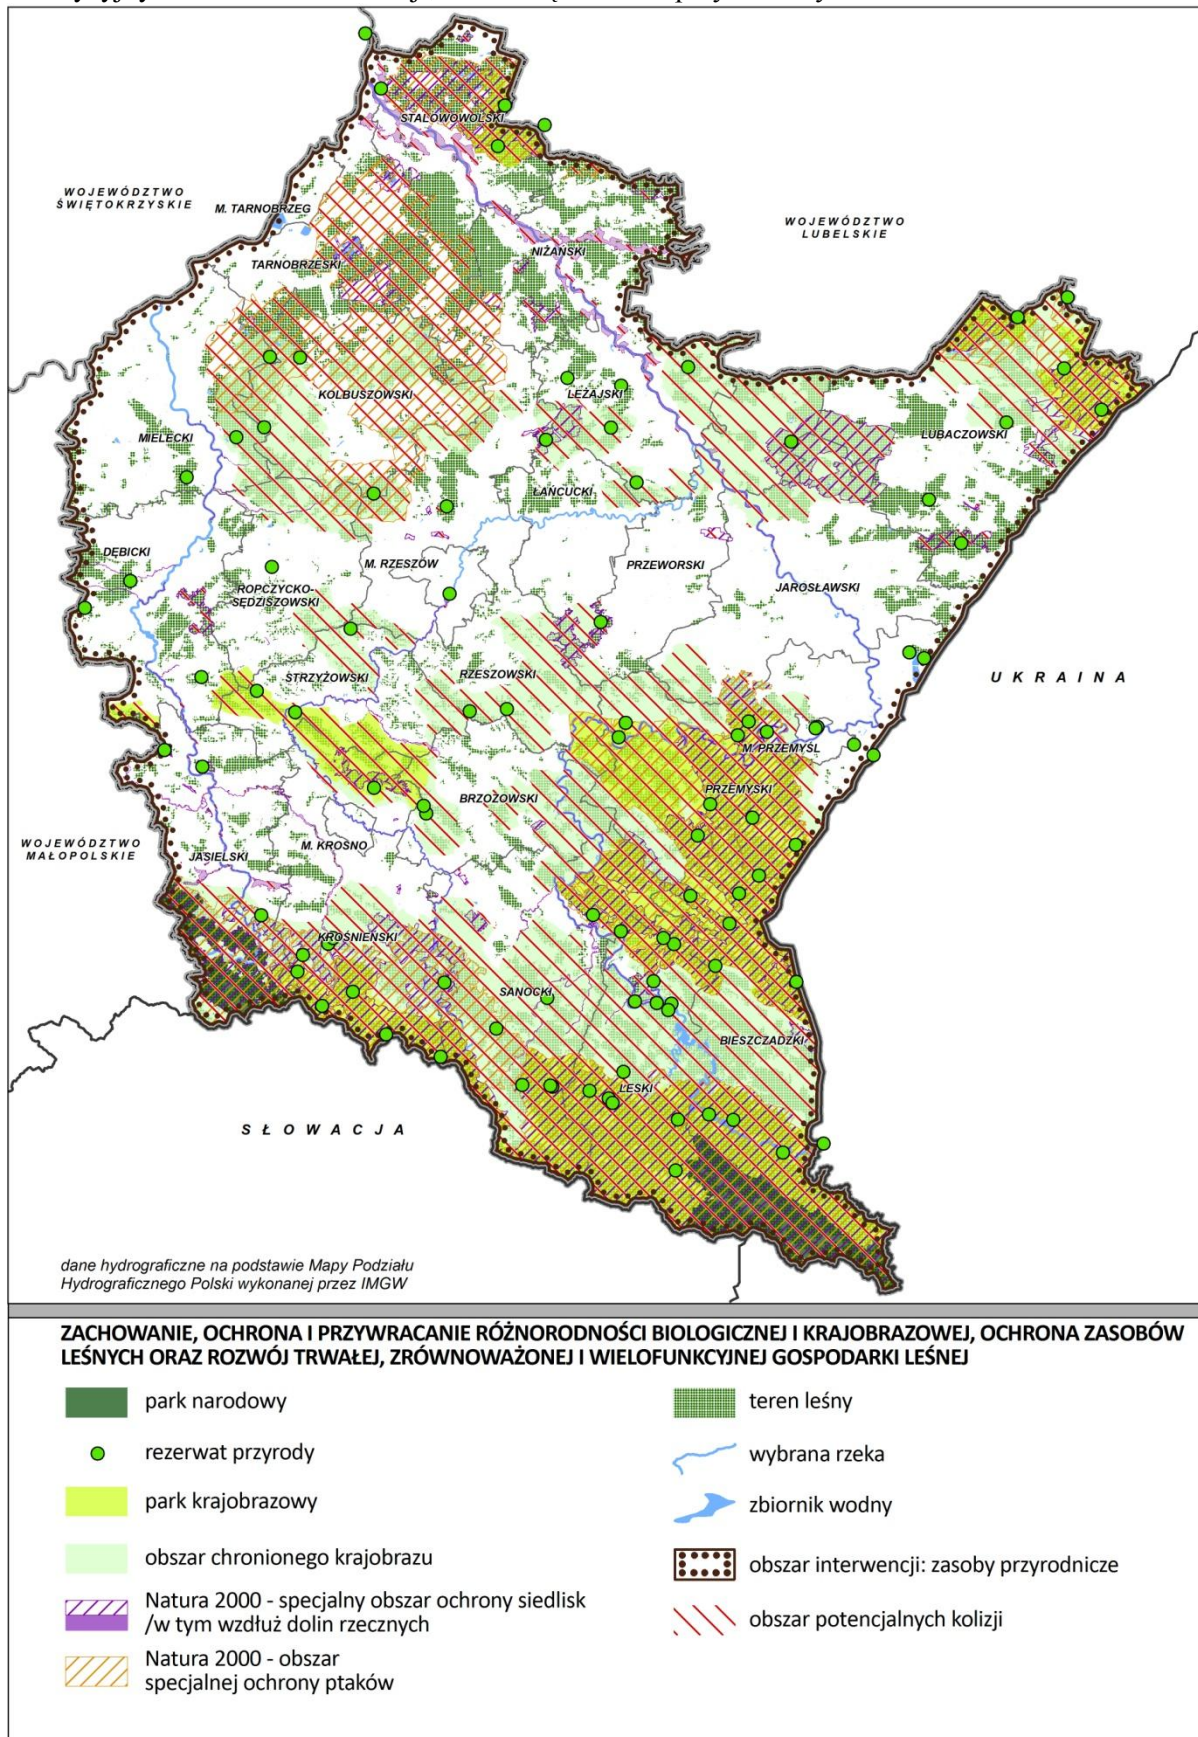 WOJEWÓDZTWO
ŚWIĘTOKRZYSKIE
M. TARNOBRZEG
STALOWOWOLSKI
WOJEWÓDZTWO
LUBELSKIE
TARNOBRZESKI
NIŻAŃSKI
KOLBUSZOWSKI
LEŻAJSKI
MIELECKI
LUBACZOWSKI
ŁAŃCUCKI
DĘBICKI
M. RZESZÓW
PRZEWORSKI
ROPCZYCKO-
SĘDZISZOWSKI
JAROSŁAWSKI
STRZYŻOWSKI
RZESZOWSKI
UKRAINA
M. PRZEMYŚL
BRZOZOWSKI
PRZEMYSKI
WOJEWÓDZTWO
MAŁOPOLSKIE
JASIELSKI
M. KROSNO
KROŚNIEŃSKI
SANOCKI
BIESZCZADZKI
LESKI
SŁOWACJA
dane hydrograficzne na podstawie Mapy Podziału
Hydrograficznego Polski wykonanej przez IMGW
ZACHOWANIE, OCHRONA I PRZYWRACANIE RÓŻNORODNOŚCI BIOLOGICZNEJ I KRAJOBRAZOWEJ, OCHRONA ZASOBÓW
LEŚNYCH ORAZ ROZWÓJ TRWAŁEJ, ZRÓWNOWAŻONEJ I WIELOFUNKCYJNEJ GOSPODARKI LEŚNEJ
park narodowy
rezerwat przyrody
park krajobrazowy
obszar chronionego krajobrazu
Natura 2000 - specjalny obszar ochrony siedlisk
/w tym wzdłuż dolin rzecznych
Natura 2000 - obszar
specjalnej ochrony ptaków
teren leśny
wybrana rzeka
zbiornik wodny
obszar interwencji: zasoby przyrodnicze
obszar potencjalnych kolizji